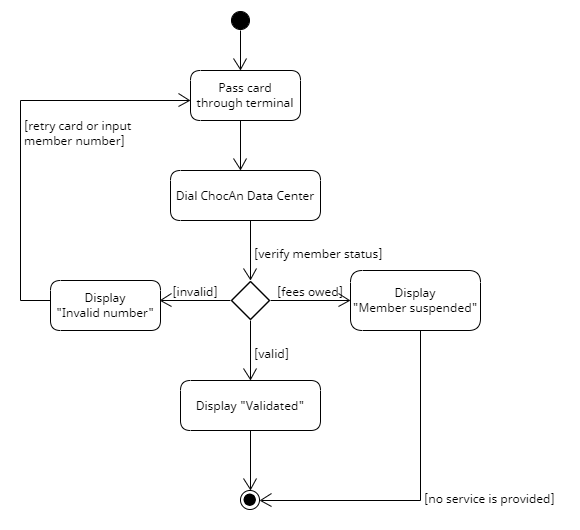 Pass card
through terminal
[retry card or input
member number]
Dial ChocAn Data Center
[verify member status]
Display
"Invalid number"
[invalid]
[fees owed]
Display
"Member suspended"
[valid]
Display "Validated"
[no service is provided]